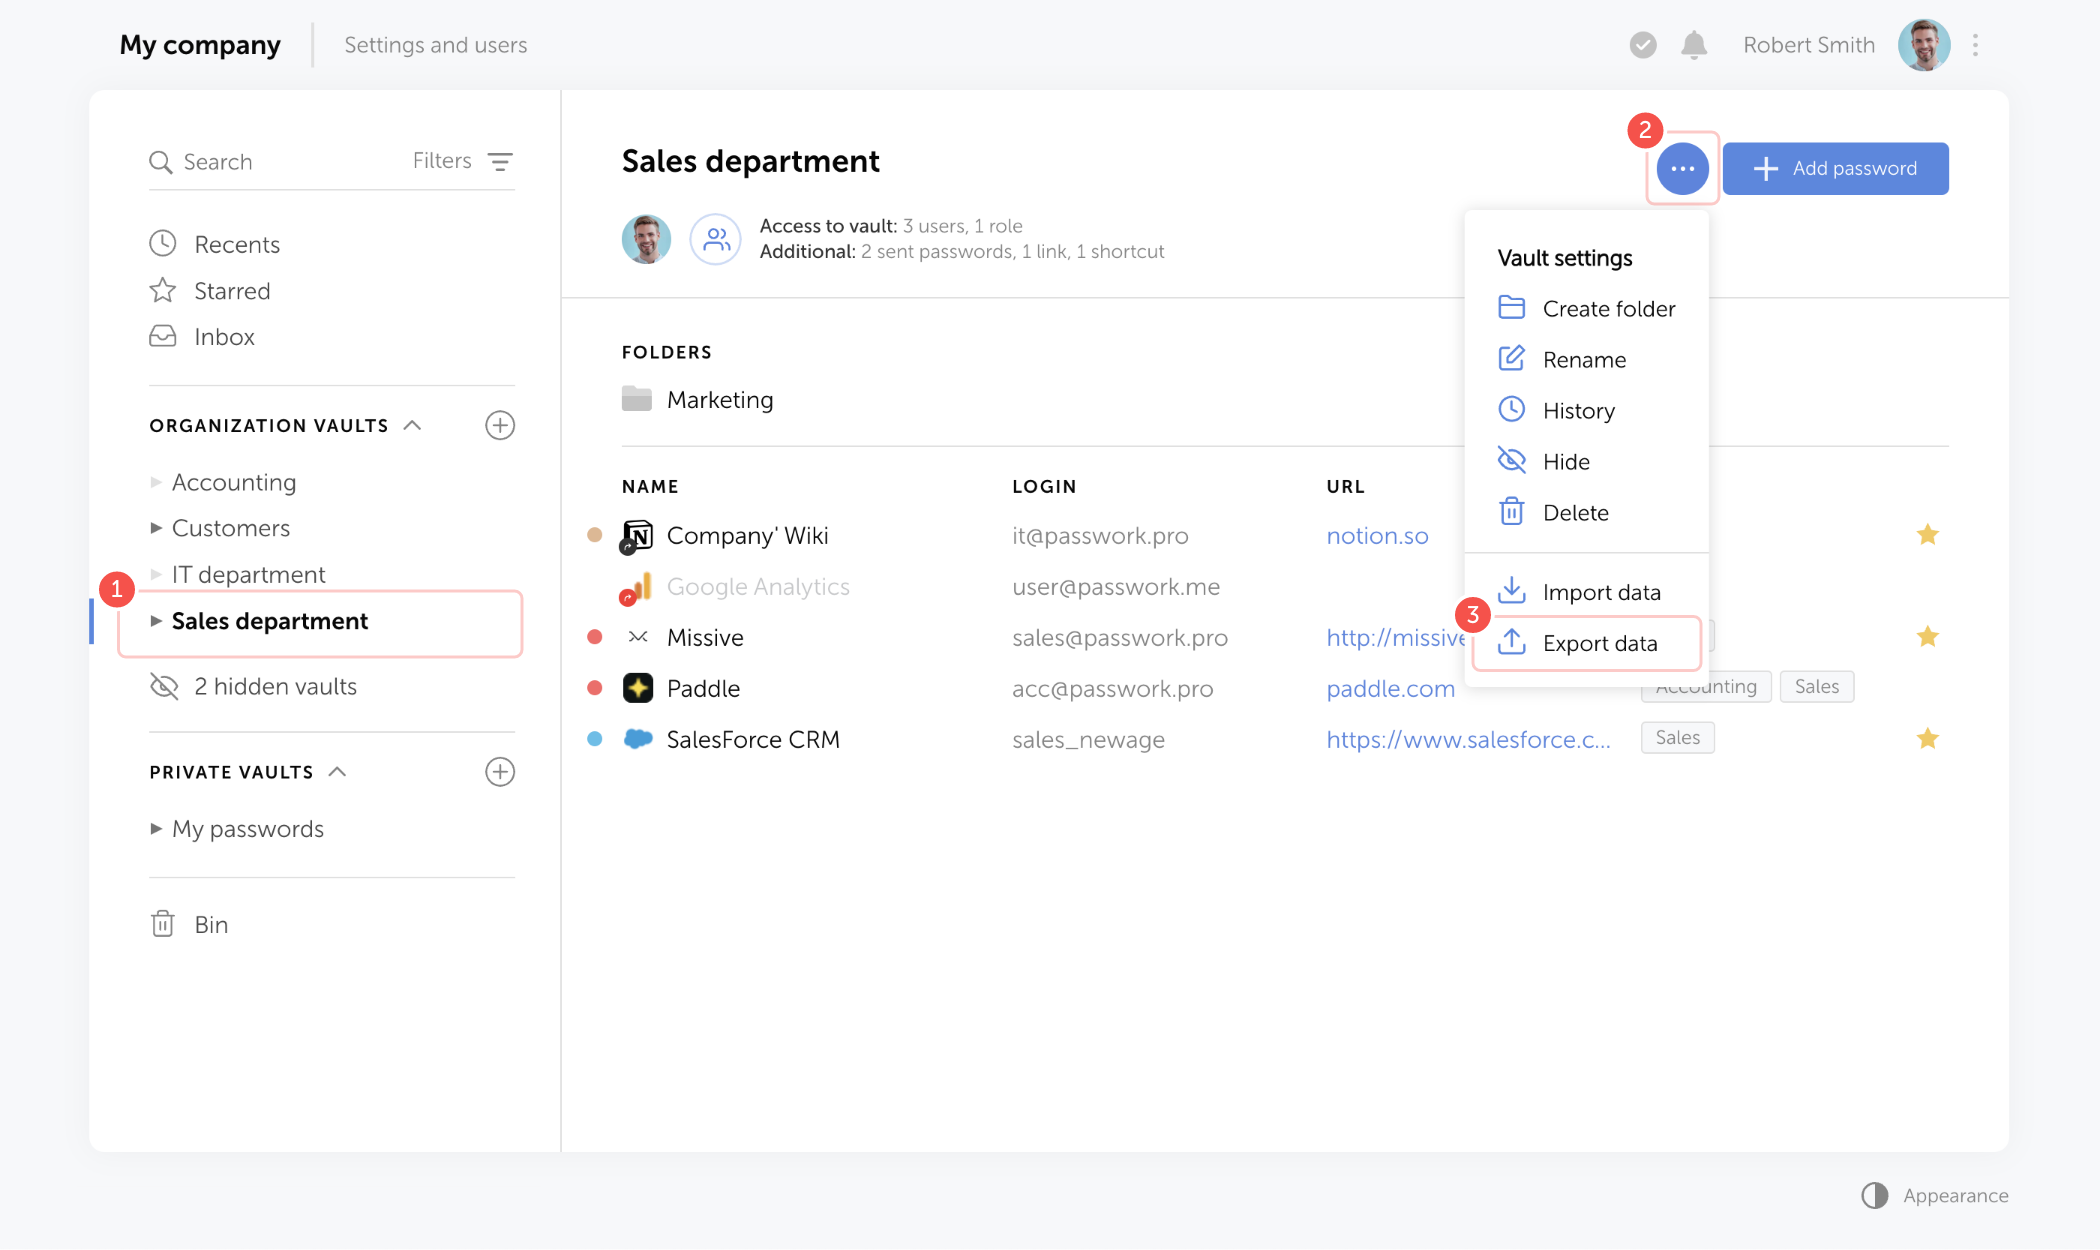 My company
Settings and users
Robert Smith
Search
Filters
Recents
Starred
Inbox
ORGANIZATION VAULTS
Accounting
Customers
IT department
1
Sales department
2 hidden vaults
PRIVATE VAULTS
My passwords
Bin
Sales department
2
Add password
Access to vault: 3 users, 1 role
Additional: 2 sent passwords, 1 link, 1 shortcut
Vault settings
Create folder
Rename
History
Hide
Delete
Import data
3
Export data
FOLDERS
Marketing
NAME LOGIN URL
Company' Wiki it@passwork.pro notion.so
Google Analytics user@passwork.me
Missive sales@passwork.pro http://missive
Paddle acc@passwork.pro paddle.com Accounting Sales
SalesForce CRM sales_newage https://www.salesforce.c... Sales
Appearance